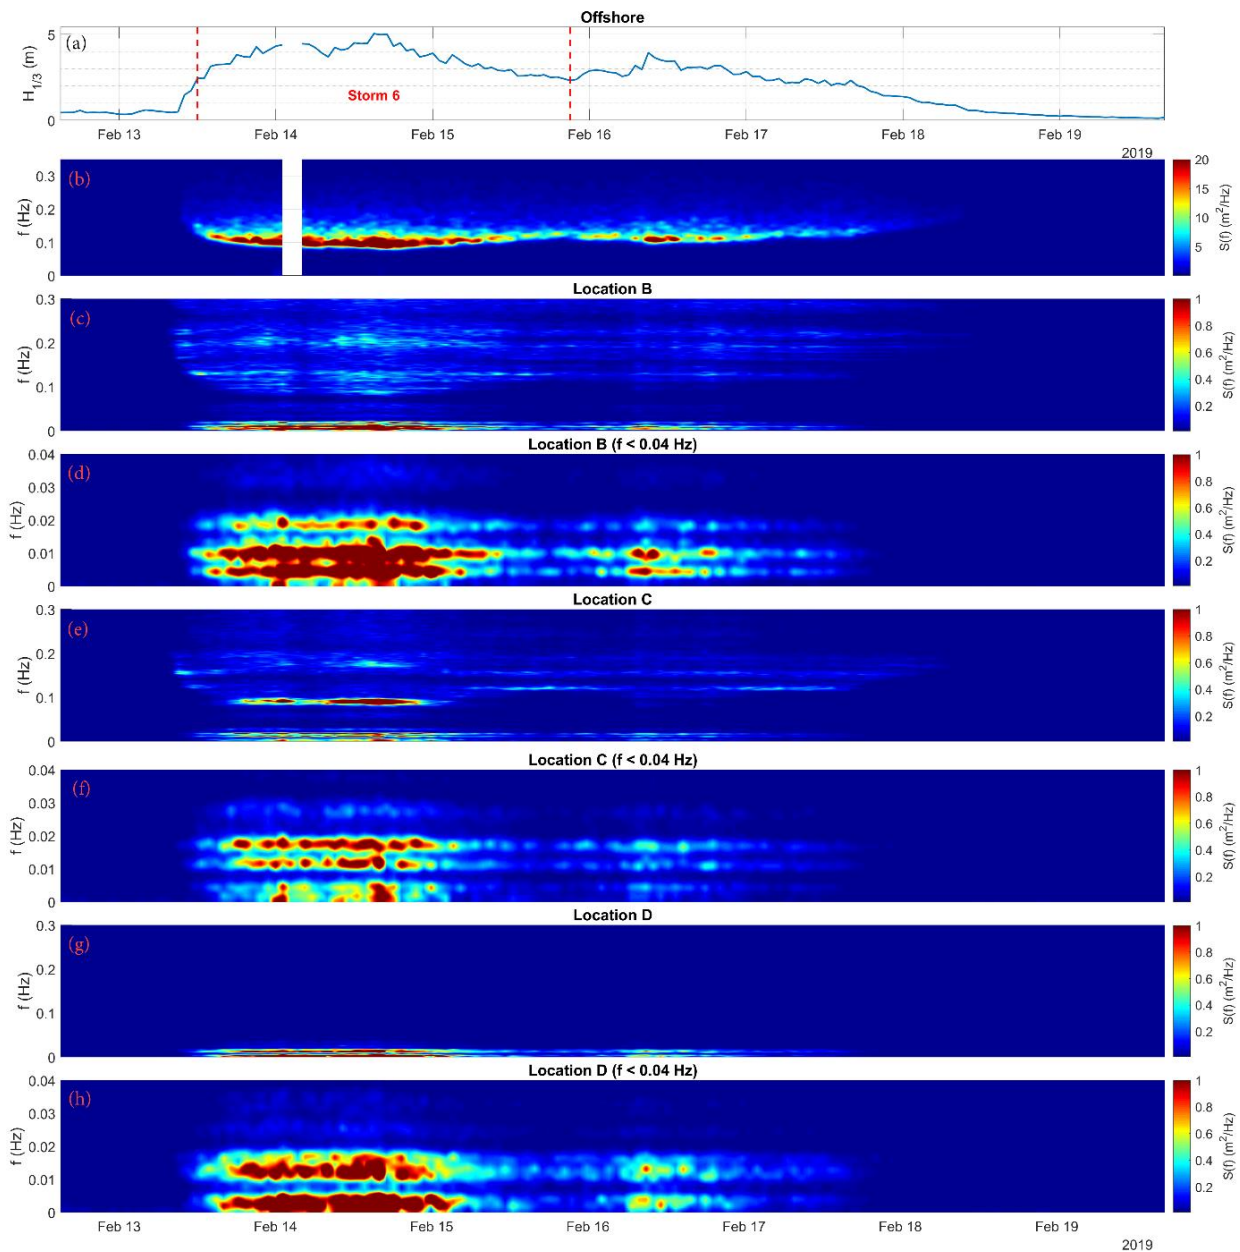 Offshore
(a)
H1/3 (m)
5
0
Storm 6
Feb 13 Feb 14 Feb 15 Feb 16 Feb 17 Feb 18 Feb 19
2019
(b)
f (Hz)
0.3
0.2
0.1
0
20
15
10
5
S(f) (m²/Hz)
Location B
(c)
f (Hz)
0.3
0.2
0.1
0
1
0.8
0.6
0.4
0.2
S(f) (m²/Hz)
Location B (f < 0.04 Hz)
(d)
f (Hz)
0.04
0.03
0.02
0.01
0
1
0.8
0.6
0.4
0.2
S(f) (m²/Hz)
Location C
(e)
f (Hz)
0.3
0.2
0.1
0
1
0.8
0.6
0.4
0.2
S(f) (m²/Hz)
Location C (f < 0.04 Hz)
(f)
f (Hz)
0.04
0.03
0.02
0.01
0
1
0.8
0.6
0.4
0.2
S(f) (m²/Hz)
Location D
(g)
f (Hz)
0.3
0.2
0.1
0
1
0.8
0.6
0.4
0.2
S(f) (m²/Hz)
Location D (f < 0.04 Hz)
(h)
f (Hz)
0.04
0.03
0.02
0.01
0
1
0.8
0.6
0.4
0.2
S(f) (m²/Hz)
Feb 13 Feb 14 Feb 15 Feb 16 Feb 17 Feb 18 Feb 19
2019